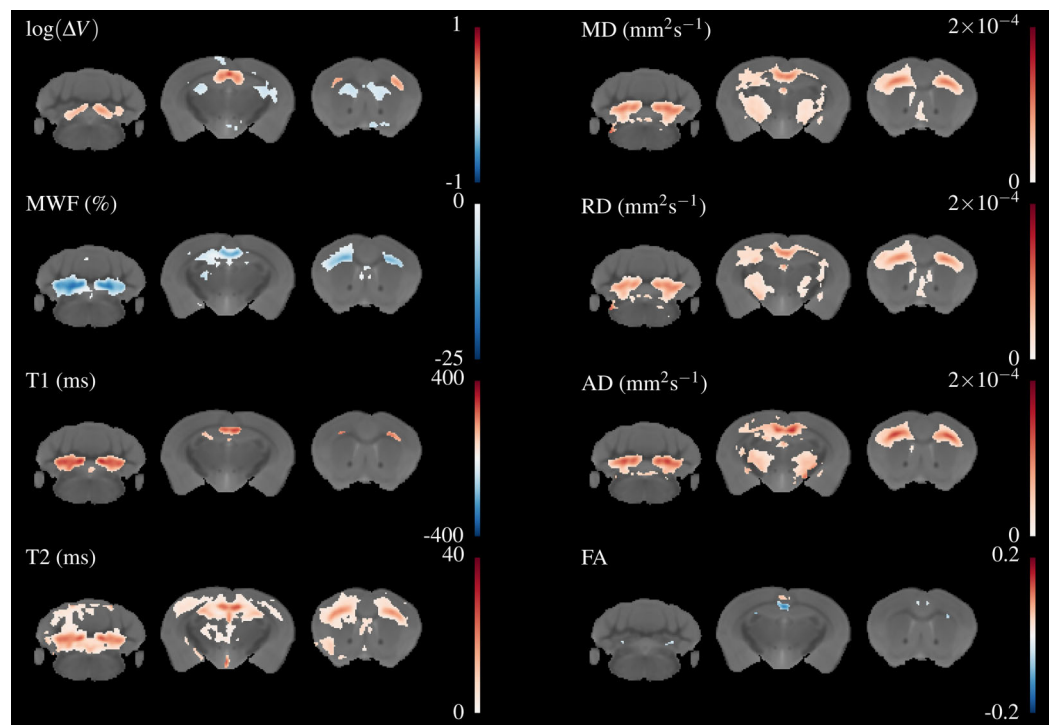 log(ΔV)
1
-1
MWF (%)
0
-25
T1 (ms)
400
-400
T2 (ms)
40
0
MD (mm²s⁻¹)
2×10⁻⁴
0
RD (mm²s⁻¹)
2×10⁻⁴
0
AD (mm²s⁻¹)
2×10⁻⁴
0
FA
0.2
-0.2